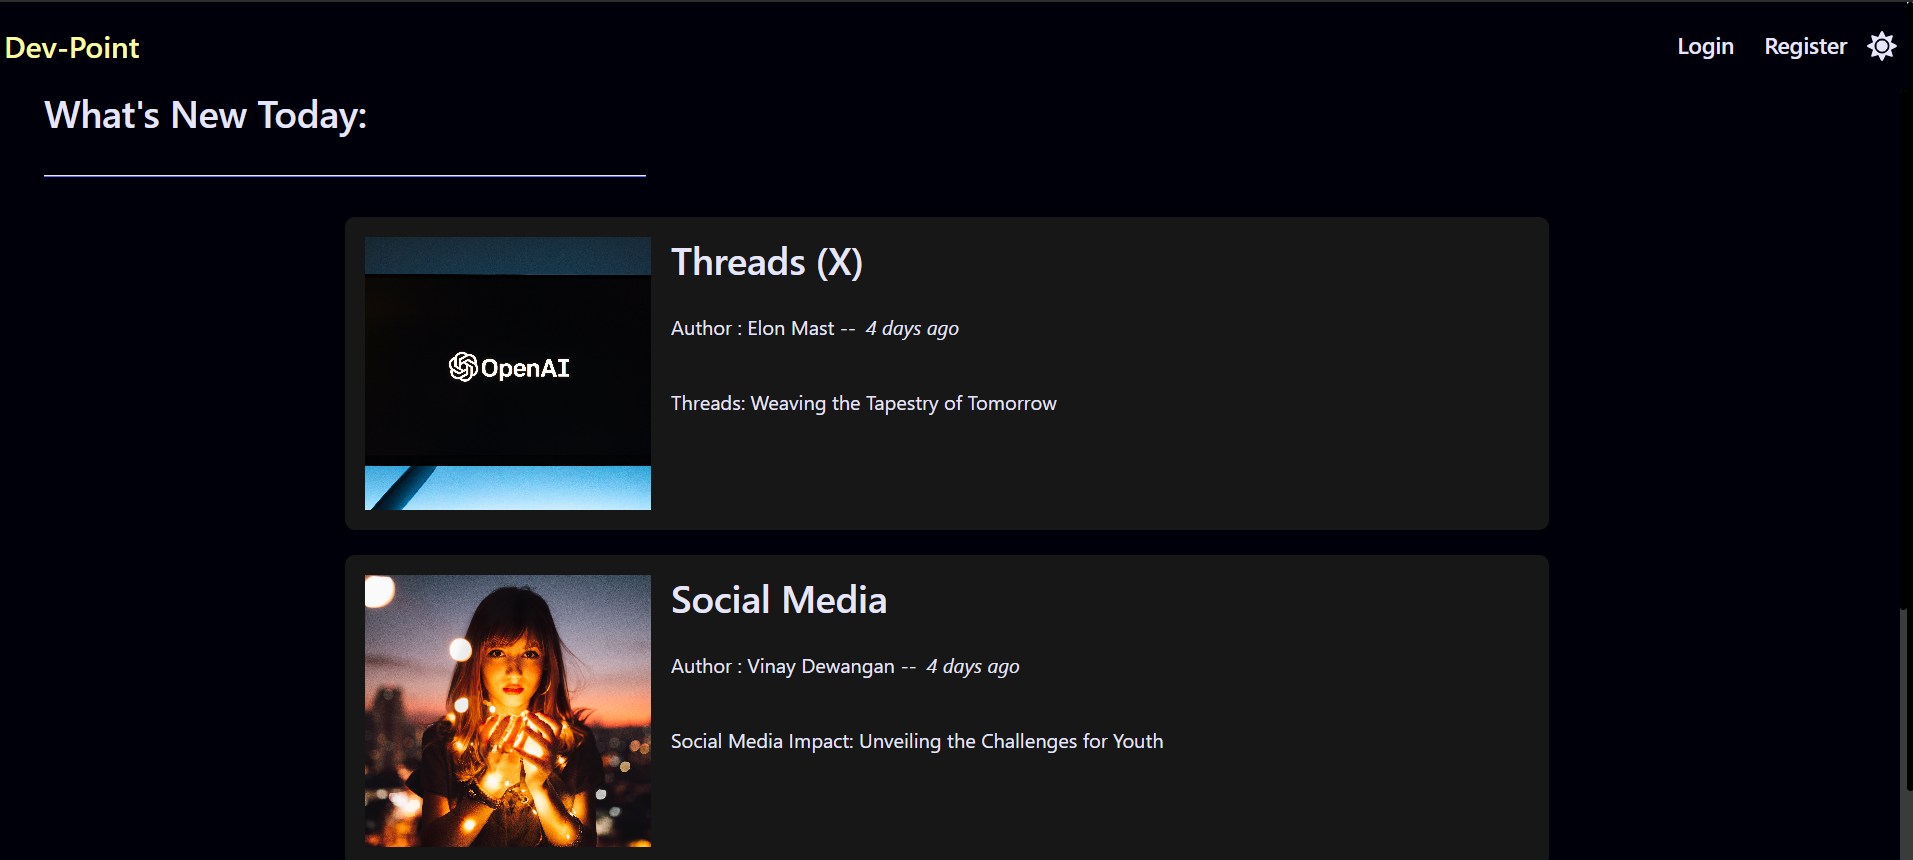 Dev-Point
Login
Register
What's New Today:
OpenAI
Threads (X)
Author : Elon Mast -- 4 days ago
Threads: Weaving the Tapestry of Tomorrow
Social Media
Author : Vinay Dewangan -- 4 days ago
Social Media Impact: Unveiling the Challenges for Youth